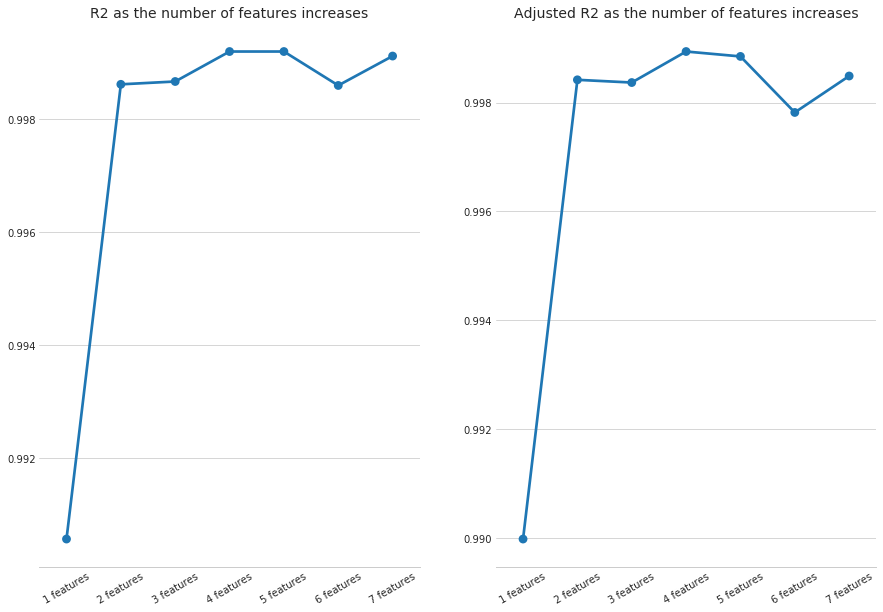 R2 as the number of features increases
0.998
0.996
0.994
0.992
1 features
2 features
3 features
4 features
5 features
6 features
7 features
Adjusted R2 as the number of features increases
0.998
0.996
0.994
0.992
0.990
1 features
2 features
3 features
4 features
5 features
6 features
7 features